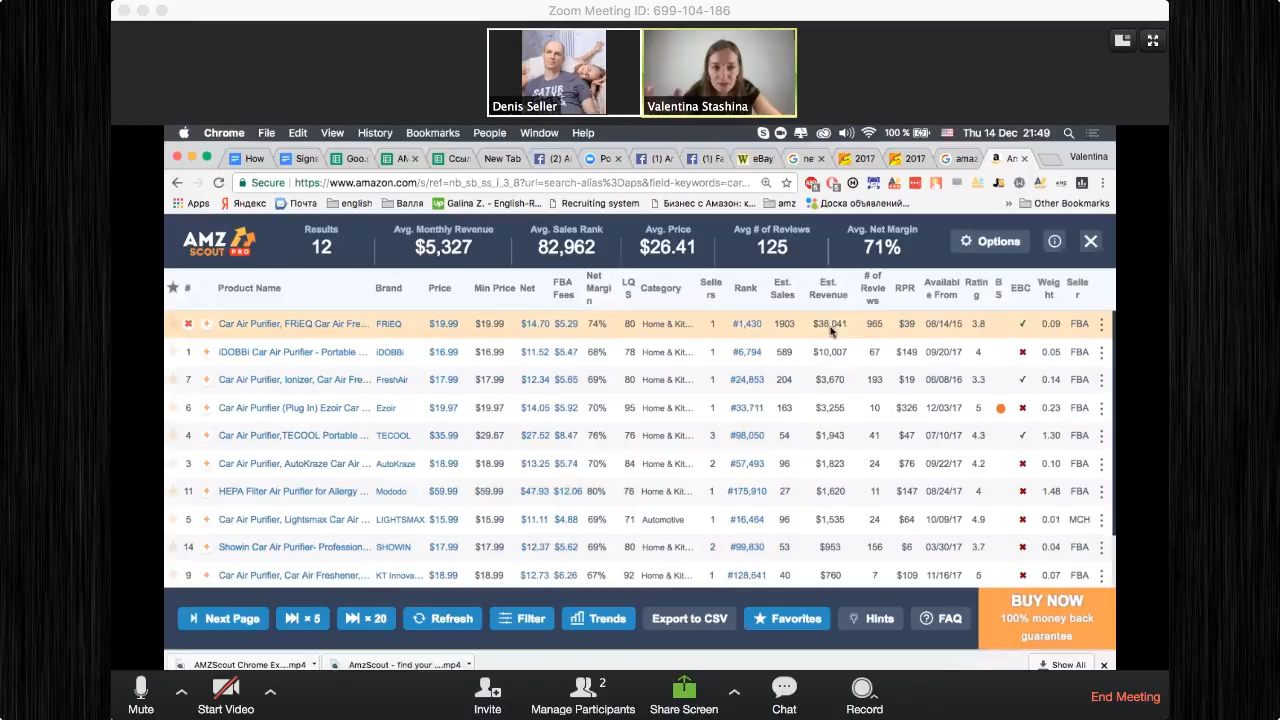 Zoom Meeting ID: 699-104-186
Denis Seller
Valentina Stashina
SATUR
Chrome File Edit View History Bookmarks People Window Help 100 % Thu 14 Dec 21:49
How Signs Goo. Ссыл New Tab (2) (1) eBay ne 2017 2017 amaz An Valentina
Secure https://www.amazon.com/s/ref=nb_sb_ss_i_3_8?url=search-alias%3Daps&field-keywords=car...
Apps Яндекс Почта english Валля Galina Z. - English-R... Recruiting system Бизнес с Амазон: к... amz Доска объявлений... » Other Bookmarks
AMZ SCOUT PRO
Results 12
Avg. Monthly Revenue $5,327
Avg. Sales Rank 82,962
Avg. Price $26.41
Avg # of Reviews 125
Avg. Net Margin 71%
Options
# Product Name Brand Price Min Price Net FBA Fees Net Margin LQS Category Sellers Rank Est. Sales Est. Revenue # of Reviews RPR Available From Rating BS EBC Weight Seller
Car Air Purifier, FRiEQ Car Air Fre... FRiEQ $19.99 $19.99 $14.70 $5.29 74% 80 Home & Kit... 1 #1,430 1903 $38,041 965 $39 08/14/15 3.8 0.09 FBA
1 iDOBBi Car Air Purifier - Portable ... iDOBBi $16.99 $16.99 $11.52 $5.47 68% 78 Home & Kit... 1 #6,794 589 $10,007 67 $149 09/20/17 4 0.05 FBA
7 Car Air Purifier, Ionizer, Car Air Fre... FreshAir $17.99 $17.99 $12.34 $5.65 69% 80 Home & Kit... 1 #24,853 204 $3,670 193 $19 06/08/16 3.3 0.14 FBA
6 Car Air Purifier (Plug In) Ezoir Car ... Ezoir $19.97 $19.97 $14.05 $5.92 70% 95 Home & Kit... 1 #33,711 163 $3,255 10 $326 12/03/17 5 0.23 FBA
4 Car Air Purifier,TECOOL Portable ... TECOOL $35.99 $29.67 $27.52 $8.47 76% 76 Home & Kit... 3 #98,050 54 $1,943 41 $47 07/10/17 4.3 1.30 FBA
3 Car Air Purifier, AutoKraze Car Air ... AutoKraze $18.99 $18.99 $13.25 $5.74 70% 84 Home & Kit... 2 #57,493 96 $1,823 24 $76 09/22/17 4.2 0.10 FBA
11 HEPA Filter Air Purifier for Allergy ... Mododo $59.99 $59.99 $47.93 $12.06 80% 76 Home & Kit... 1 #175,910 27 $1,620 11 $147 08/24/17 4 1.48 FBA
5 Car Air Purifier, Lightsmax Car Air ... LIGHTSMAX $15.99 $15.99 $11.11 $4.88 69% 71 Automotive 1 #16,464 96 $1,535 24 $64 10/09/17 4.9 0.01 MCH
14 Showin Car Air Purifier- Profession... SHOWIN $17.99 $17.99 $12.37 $5.62 69% 80 Home & Kit... 2 #99,830 53 $953 156 $6 03/30/17 3.7 0.04 FBA
9 Car Air Purifier, Car Air Freshener,... KT Innova... $18.99 $18.99 $12.73 $6.26 67% 92 Home & Kit... 1 #128,641 40 $760 7 $109 11/16/17 5 0.07 FBA
Next Page × 5 × 20 Refresh Filter Trends Export to CSV Favorites Hints FAQ
BUY NOW
100% money back
guarantee
AMZScout Chrome Ex....mp4 AmzScout - find your ....mp4 Show All
Mute Start Video Invite Manage Participants 2 Share Screen Chat Record End Meeting